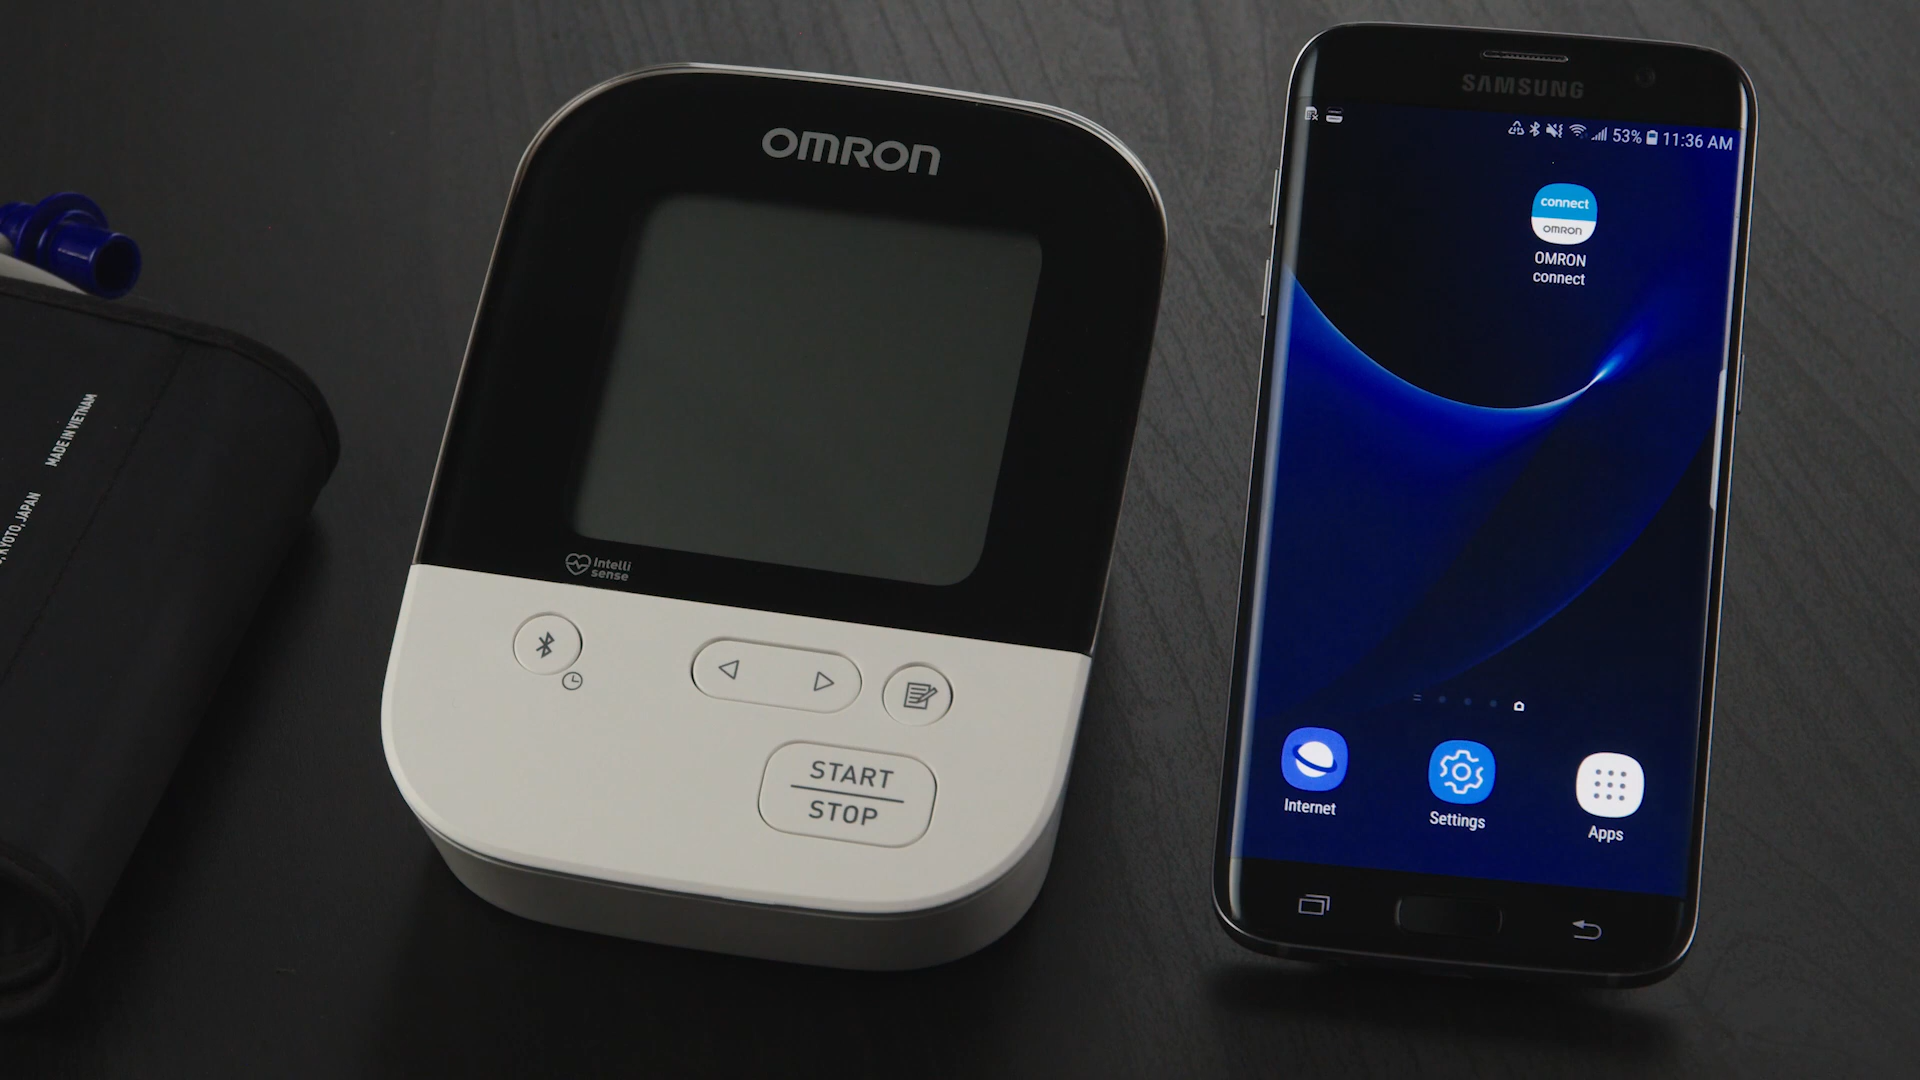 MADE IN VIETNAM
KYOTO, JAPAN
OMRON
Intelli
sense
START
STOP
SAMSUNG
53% 11:36 AM
connect
OMRON
OMRON
connect
Internet
Settings
Apps